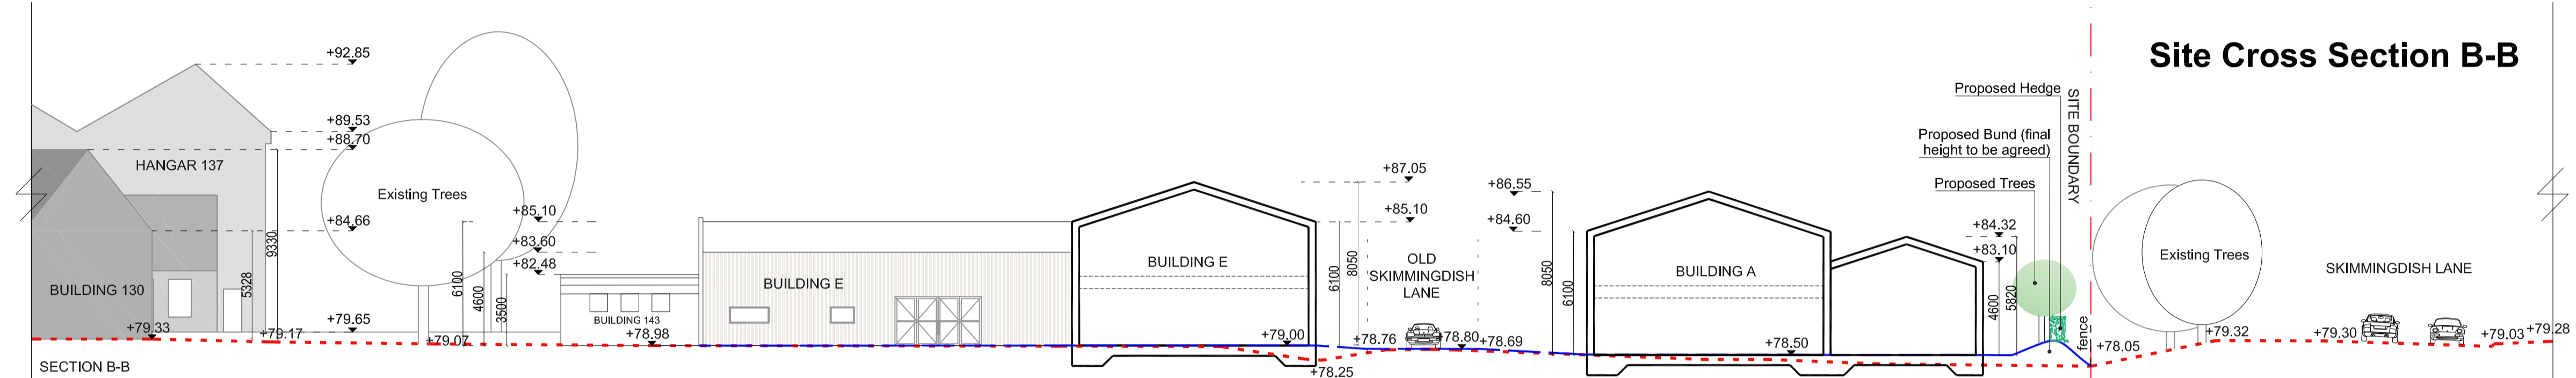 Site Cross Section B-B
+92.85
+89.53
+88.70
HANGAR 137
9330
+84.66
BUILDING 130
5328
+79.33
+79.17
+79.65
Existing Trees
+79.07
6100
4600
3500
+85.10
+83.60
+82.48
BUILDING 143
+78.98
BUILDING E
BUILDING E
+79.00
+78.25
6100
8050
+87.05
+85.10
OLD
SKIMMINGDISH
LANE
+78.76
+78.80
+78.69
+86.55
+84.60
8050
6100
BUILDING A
+78.50
+84.32
+83.10
4600
5820
Proposed Hedge
Proposed Bund (final
height to be agreed)
Proposed Trees
SITE BOUNDARY
fence
+78.05
Existing Trees
+79.32
SKIMMINGDISH LANE
+79.30
+79.03
+79.28
SECTION B-B